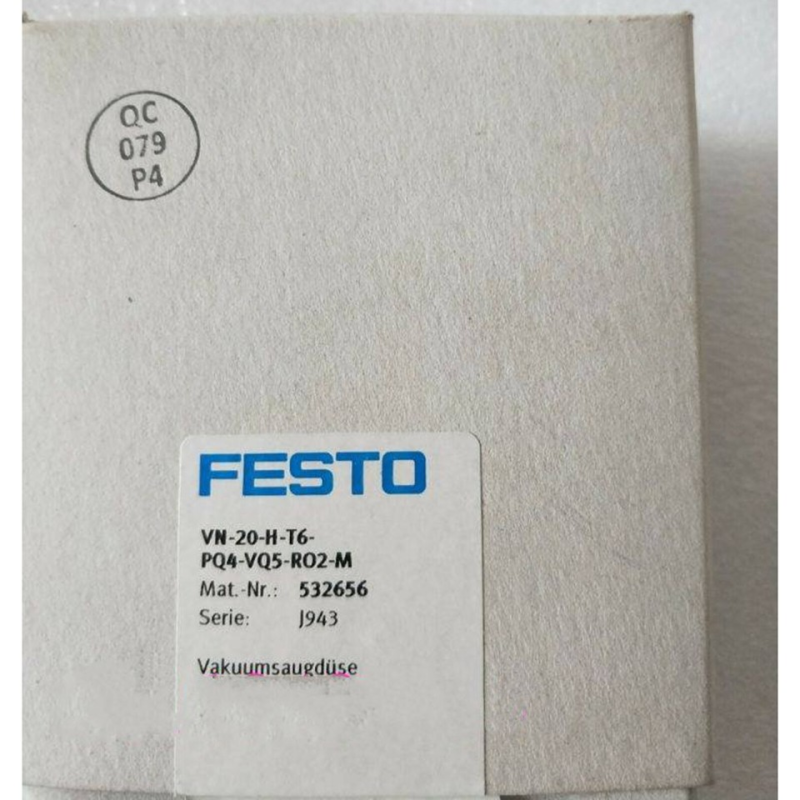 QC
079
P4
FESTO
VN-20-H-T6-
PQ4-VQ5-RO2-M
Mat.-Nr.: 532656
Serie: J943
Vakuumsaugdüse